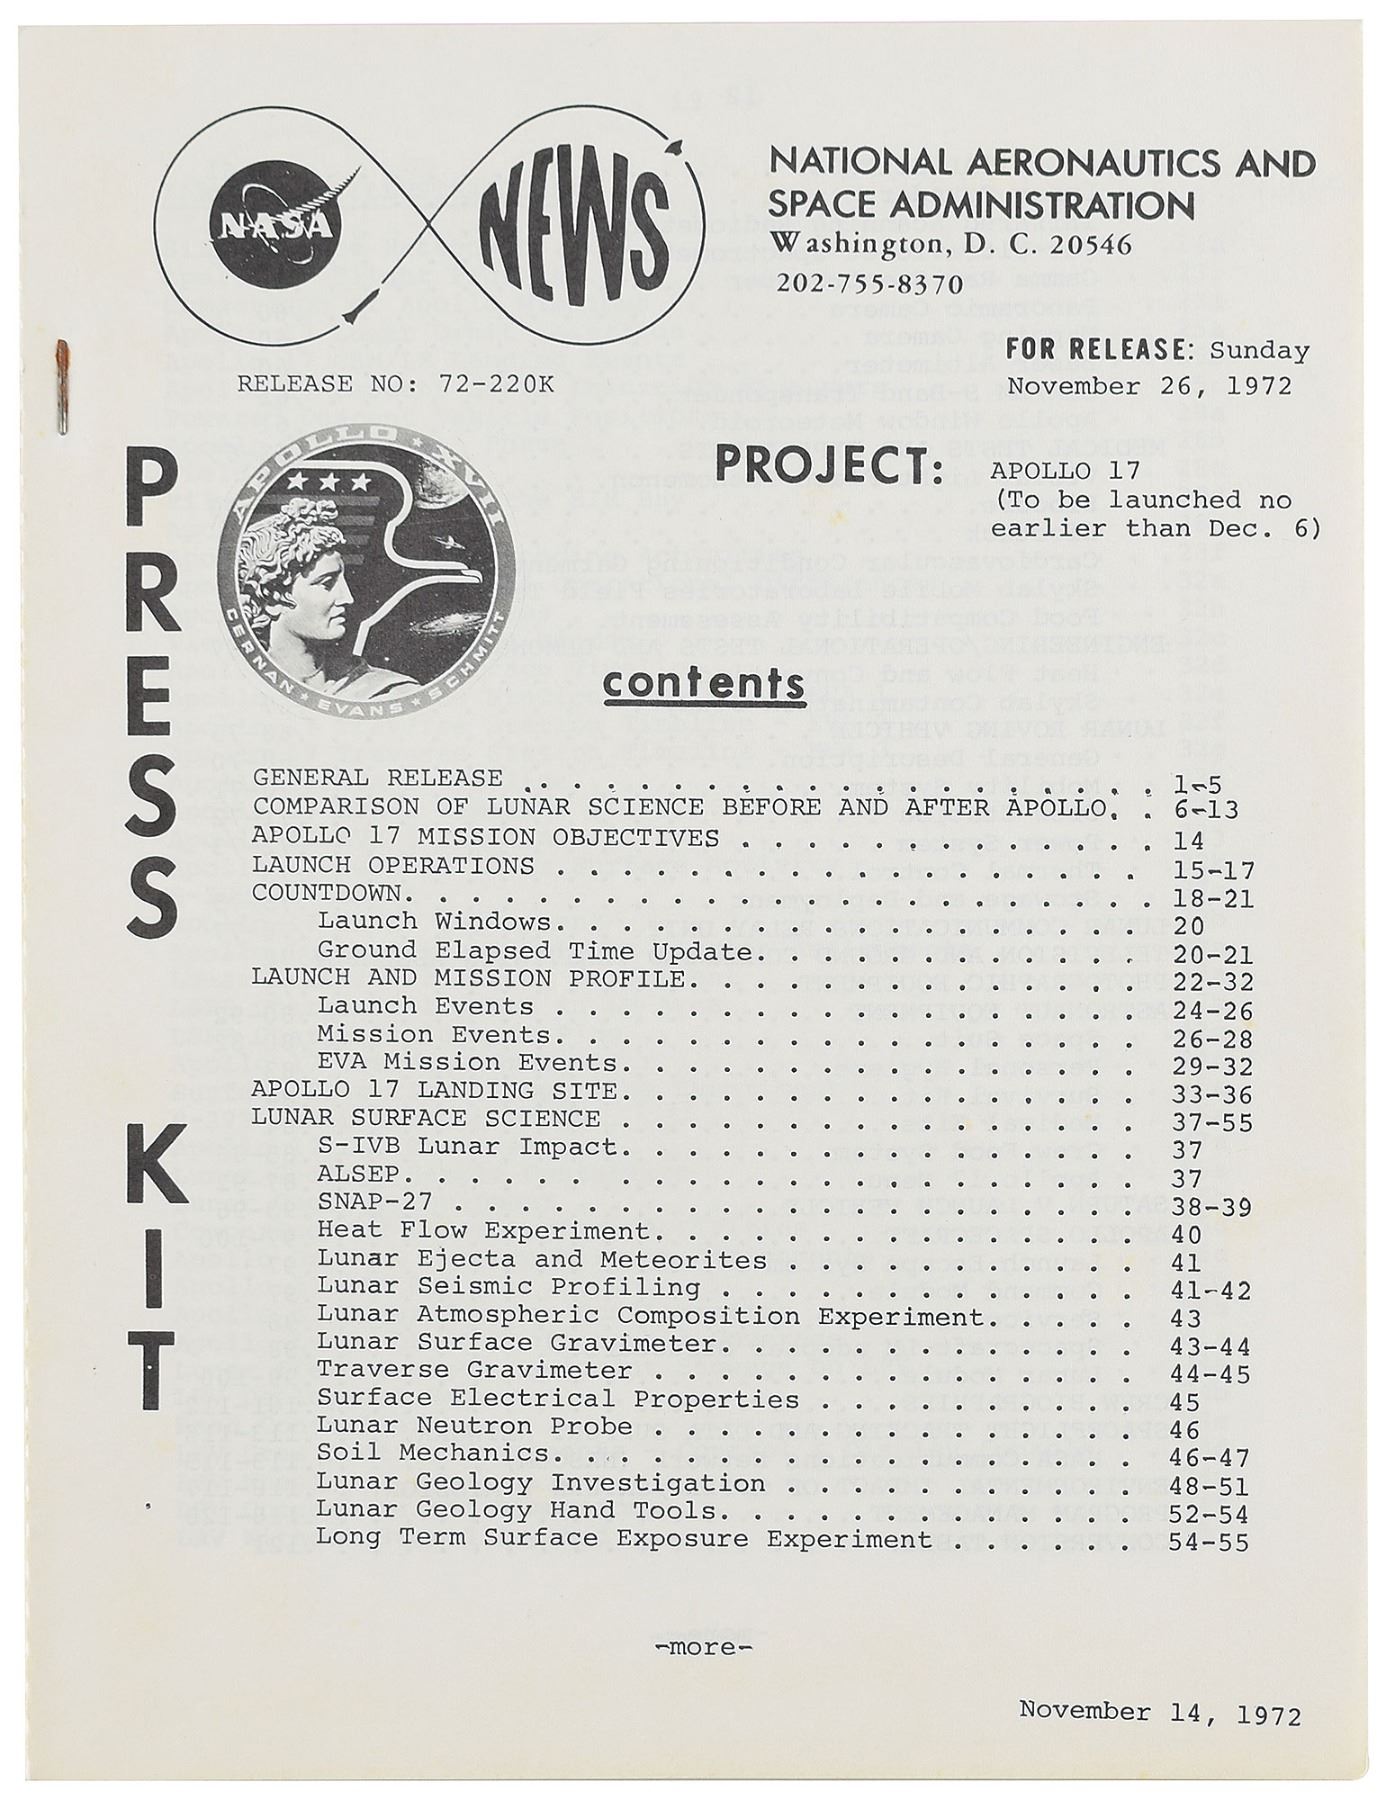 NASA NEWS
NATIONAL AERONAUTICS AND
SPACE ADMINISTRATION
Washington, D. C. 20546
202-755-8370
FOR RELEASE: Sunday
November 26, 1972
RELEASE NO: 72-220K
PRESS KIT
APOLLO XVII
CERNAN ★ EVANS ★ SCHMITT
PROJECT: APOLLO 17
(To be launched no
earlier than Dec. 6)
contents
GENERAL RELEASE . . . . . . . . . . . . . . . . . . . 1-5
COMPARISON OF LUNAR SCIENCE BEFORE AND AFTER APOLLO. . 6-13
APOLLO 17 MISSION OBJECTIVES . . . . . . . . . . . . . 14
LAUNCH OPERATIONS . . . . . . . . . . . . . . . . . . 15-17
COUNTDOWN. . . . . . . . . . . . . . . . . . . . . . . 18-21
Launch Windows. . . . . . . . . . . . . . . . . . 20
Ground Elapsed Time Update. . . . . . . . . . . . 20-21
LAUNCH AND MISSION PROFILE. . . . . . . . . . . . . . 22-32
Launch Events . . . . . . . . . . . . . . . . . . 24-26
Mission Events. . . . . . . . . . . . . . . . . . 26-28
EVA Mission Events. . . . . . . . . . . . . . . . 29-32
APOLLO 17 LANDING SITE. . . . . . . . . . . . . . . . 33-36
LUNAR SURFACE SCIENCE . . . . . . . . . . . . . . . . 37-55
S-IVB Lunar Impact. . . . . . . . . . . . . . . . 37
ALSEP. . . . . . . . . . . . . . . . . . . . . . 37
SNAP-27 . . . . . . . . . . . . . . . . . . . . . 38-39
Heat Flow Experiment. . . . . . . . . . . . . . . 40
Lunar Ejecta and Meteorites . . . . . . . . . . . 41
Lunar Seismic Profiling . . . . . . . . . . . . . 41-42
Lunar Atmospheric Composition Experiment. . . . . 43
Lunar Surface Gravimeter. . . . . . . . . . . . . 43-44
Traverse Gravimeter . . . . . . . . . . . . . . . 44-45
Surface Electrical Properties . . . . . . . . . . 45
Lunar Neutron Probe . . . . . . . . . . . . . . . 46
Soil Mechanics. . . . . . . . . . . . . . . . . . 46-47
Lunar Geology Investigation . . . . . . . . . . . 48-51
Lunar Geology Hand Tools. . . . . . . . . . . . . 52-54
Long Term Surface Exposure Experiment . . . . . . 54-55
-more-
November 14, 1972